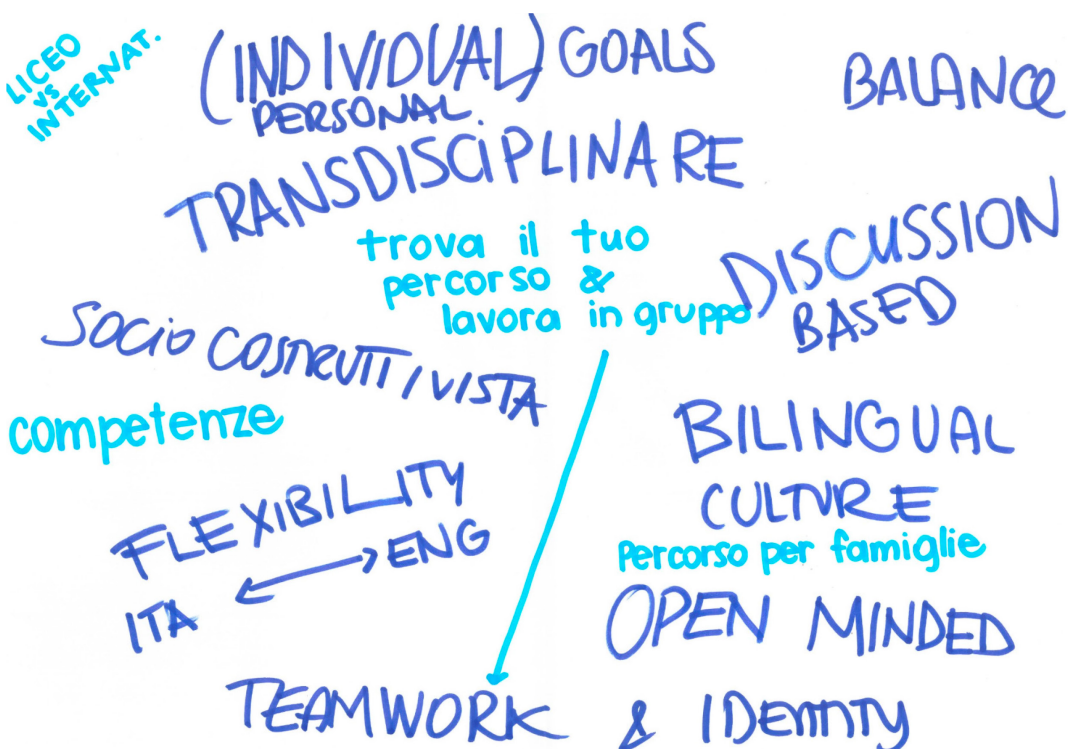 LICEO
vs
INTERNAT.
(INDIVIDUAL) GOALS
PERSONAL
BALANCE
TRANSDISCIPLINARE
trova il tuo
percorso &
lavora in gruppo
DISCUSSION
BASED
SOCIO COSTRUTTIVISTA
competenze
BILINGUAL
CULTURE
Percorso per famiglie
FLEXIBILITY
ITA
ENG
OPEN MINDED
TEAMWORK & IDENTITY